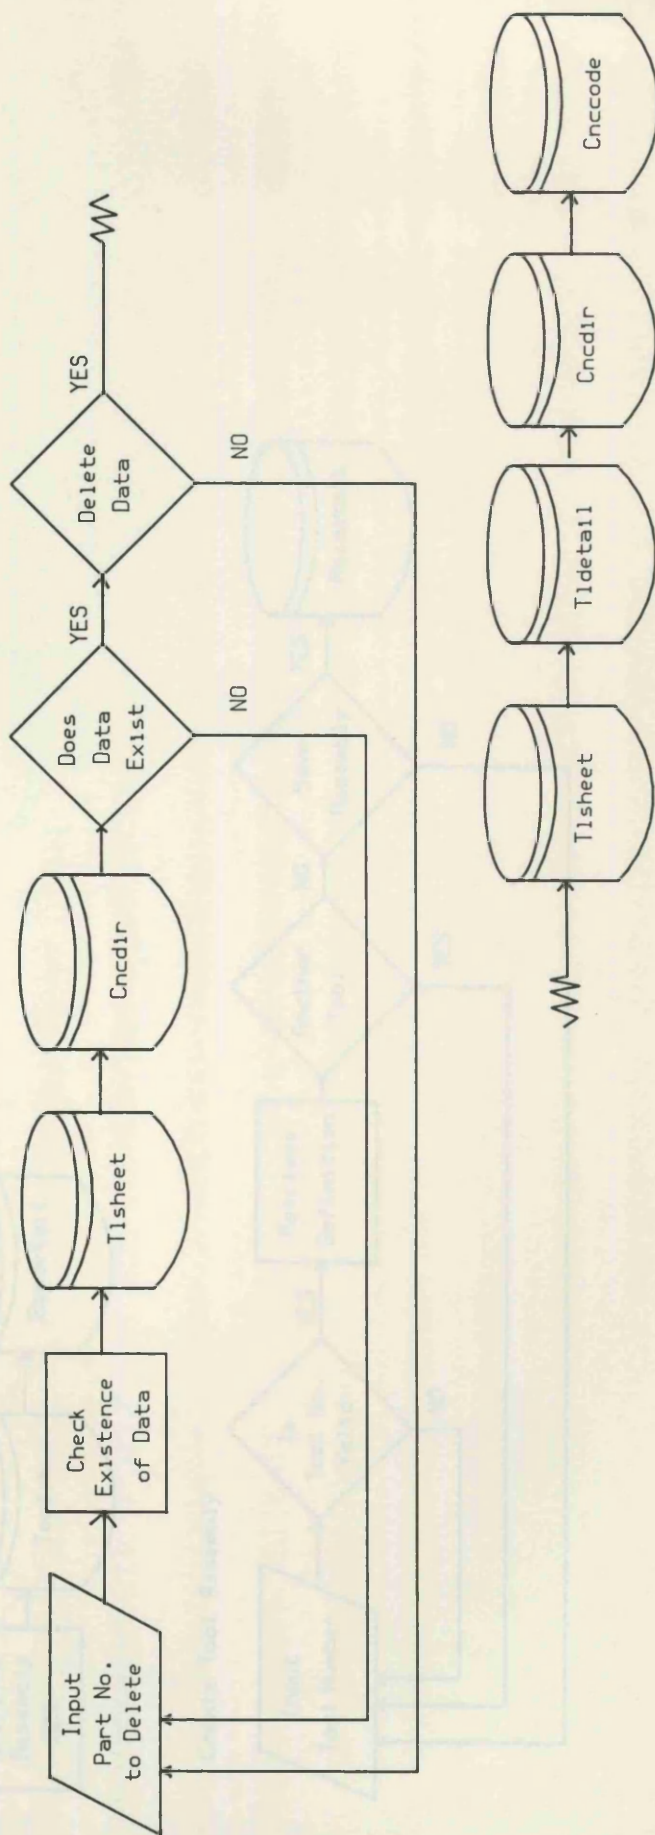 Input
Part No.
to Delete
Check
Existence
of Data
Tlsheet
Cncdir
Does
Data
Exist
YES
NO
Delete
Data
YES
NO
Tlsheet
Tldetail
Cncdir
Cnccode